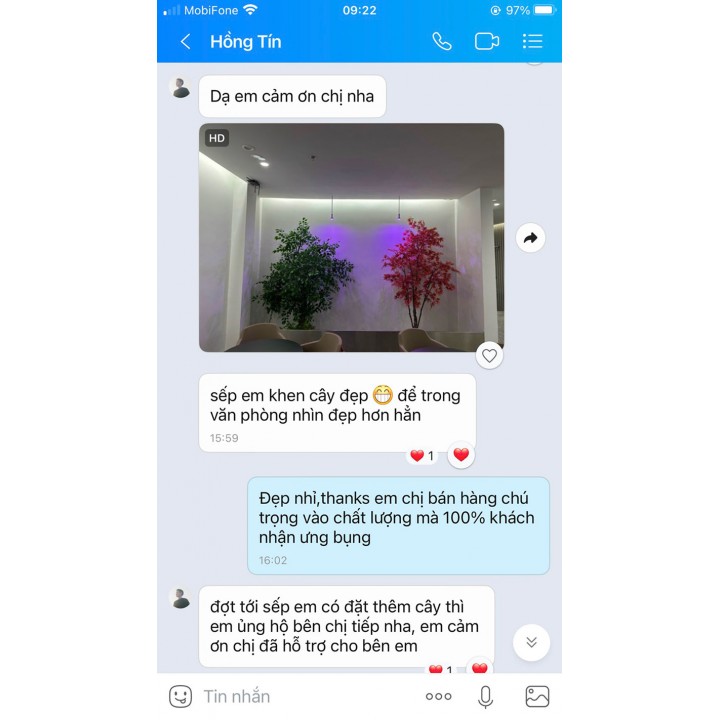 MobiFone 09:22 97%
Hồng Tín
Dạ em cảm ơn chị nha
HD
sếp em khen cây đẹp 😁 để trong
văn phòng nhìn đẹp hơn hẳn
15:59
1
Đẹp nhỉ,thanks em chị bán hàng chú
trọng vào chất lượng mà 100% khách
nhận ưng bụng
16:02
đợt tới sếp em có đặt thêm cây thì
em ủng hộ bên chị tiếp nha, em cảm
ơn chị đã hỗ trợ cho bên em
1
Tin nhắn